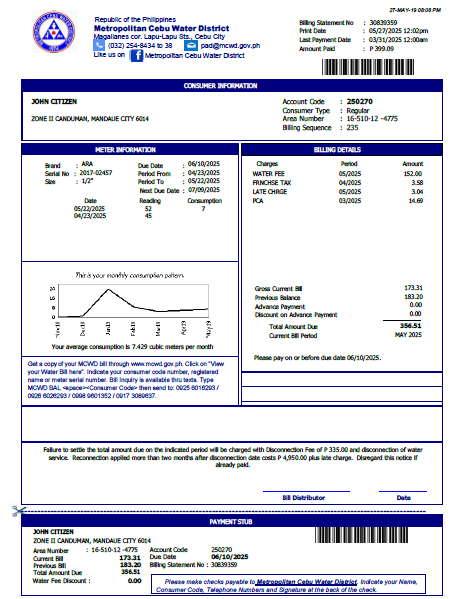 27-MAY-19 08:08 PM
Republic of the Philippines
Metropolitan Cebu Water District
Magallanes cor. Lapu-Lapu Sts., Cebu City
(032) 254-8434 to 38 pad@mcwd.gov.ph
Like us on Metropolitan Cebu Water District
Billing Statement No : 30839359
Print Date : 05/27/2025 12:02pm
Last Payment Date : 03/31/2025 12:00am
Amount Paid : P 399.09
CONSUMER INFORMATION
JOHN CITIZEN
ZONE II CANDUMAN, MANDAUE CITY 6014
Account Code : 250270
Consumer Type : Regular
Area Number : 16-510-12 -4775
Billing Sequence : 235
METER INFORMATION
Brand : ARA Due Date : 06/10/2025
Serial No : 2017-02457 Period From : 04/23/2025
Size : 1/2" Period To : 05/22/2025
Next Due Date : 07/09/2025
Date Reading Consumption
05/22/2025 52 7
04/23/2025 45
This is your monthly consumption pattern.
24
16
8
0
Nov18 Dec18 Jan19 Feb19 Mar19 Apr19 May19
Your average consumption is 7.429 cubic meters per month
Get a copy of your MCWD bill through www.mcwd.gov.ph. Click on "View
your Water Bill here". Indicate your consumer code number, registered
name or meter serial number. Bill Inquiry is available thru texts. Type
MCWD BAL <space><Consumer Code> then send to: 0925 6016293 /
0926 6026293 / 0998 9601352 / 0917 3089637.
BILLING DETAILS
Charges Period Amount
WATER FEE 05/2025 152.00
FRNCHSE TAX 04/2025 3.58
LATE CHRGE 05/2025 3.04
PCA 03/2025 14.69
Gross Current Bill 173.31
Previous Balance 183.20
Advance Payment 0.00
Discount on Advance Payment 0.00
Total Amount Due 356.51
Current Bill Period MAY 2025
Please pay on or before due date 06/10/2025.
Failure to settle the total amount due on the indicated period will be charged with Disconnection Fee of P 335.00 and disconnection of water
service. Reconnection applied more than two months after disconnection date costs P 4,950.00 plus late charge. Disregard this notice if
already paid.
Bill Distributor Date
PAYMENT STUB
JOHN CITIZEN
ZONE II CANDUMAN, MANDAUE CITY 6014
Area Number : 16-510-12 -4775 Account Code 250270
Current Bill 173.31 Due Date 06/10/2025
Previous Bill 183.20 Billing Statement No : 30839359
Total Amount Due 356.51
Water Fee Discount : 0.00
Please make checks payable to Metropolitan Cebu Water District. Indicate your Name,
Consumer Code, Telephone Numbers and Signature at the back of the check.